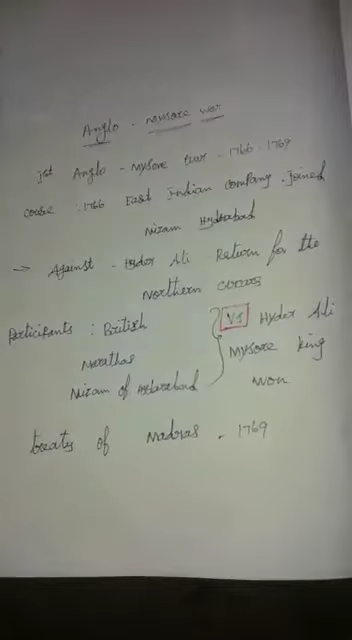 Anglo - Mysore war
1st Anglo - Mysore war - 1766 - 1769
couse : 1766 East Indian company joined
Nizam Hyderabad
→ Against - Hyder Ali Return for the
Northern circars
Participants : British
Marathas
Nizam of Hyderabad
VS Hyder Ali
Mysore king
won
treaty of Madras - 1769